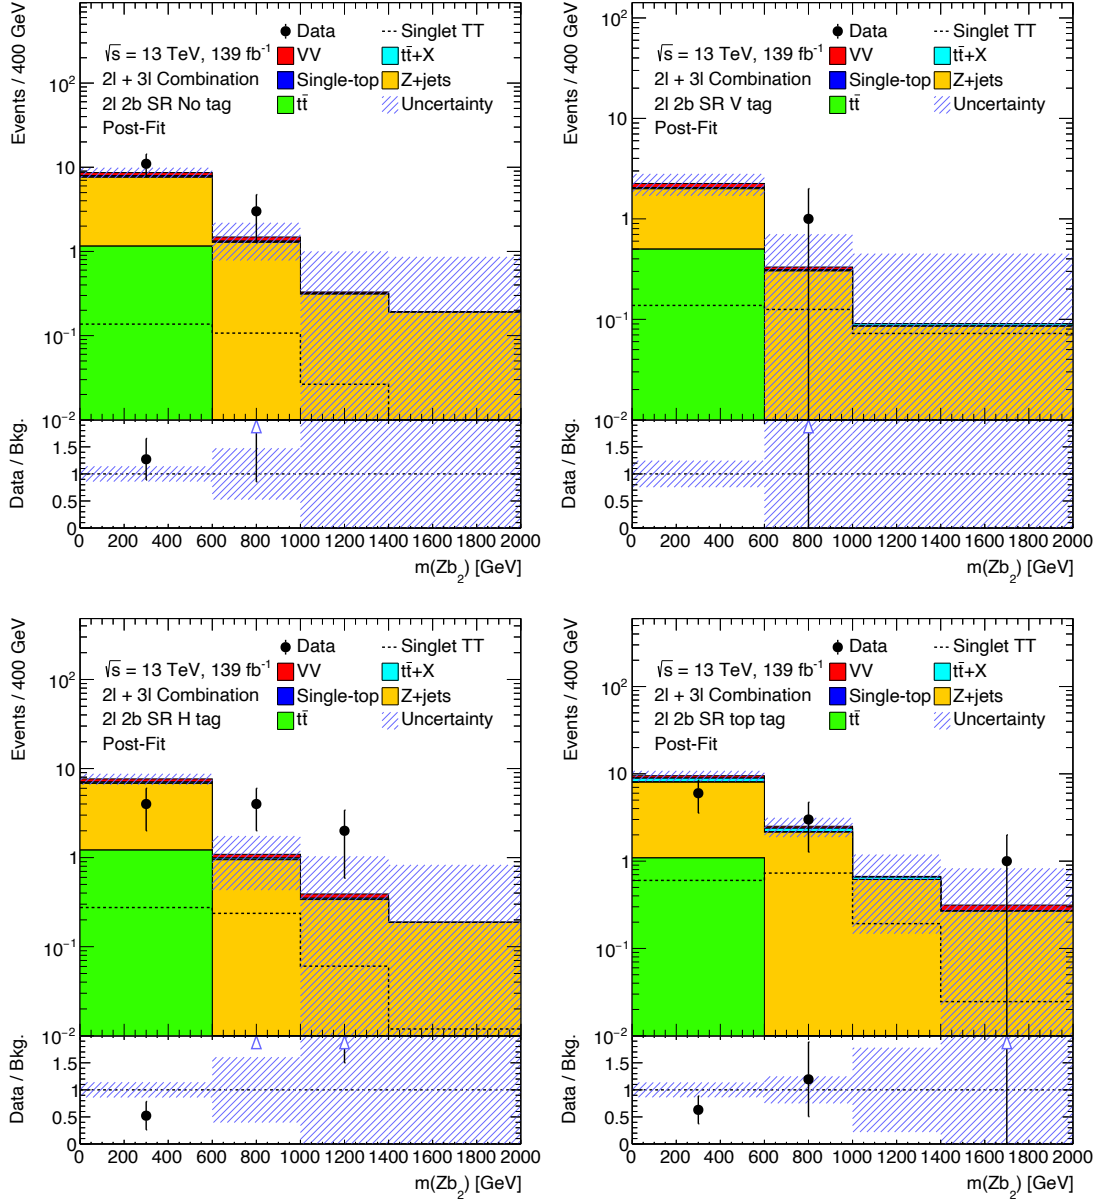 Events / 400 GeV
√s = 13 TeV, 139 fb⁻¹
2l + 3l Combination
2l 2b SR No tag
Post-Fit
Data
Singlet TT
VV
tt̄+X
Single-top
Z+jets
tt̄
Uncertainty
10²
10
1
10⁻¹
10⁻²
Data / Bkg.
1.5
1
0.5
0
0 200 400 600 800 1000 1200 1400 1600 1800 2000
m(Zb₂) [GeV]
Events / 400 GeV
√s = 13 TeV, 139 fb⁻¹
2l + 3l Combination
2l 2b SR V tag
Post-Fit
Data
Singlet TT
VV
tt̄+X
Single-top
Z+jets
tt̄
Uncertainty
10²
10
1
10⁻¹
10⁻²
Data / Bkg.
1.5
1
0.5
0
0 200 400 600 800 1000 1200 1400 1600 1800 2000
m(Zb₂) [GeV]
Events / 400 GeV
√s = 13 TeV, 139 fb⁻¹
2l + 3l Combination
2l 2b SR H tag
Post-Fit
Data
Singlet TT
VV
tt̄+X
Single-top
Z+jets
tt̄
Uncertainty
10²
10
1
10⁻¹
10⁻²
Data / Bkg.
1.5
1
0.5
0
0 200 400 600 800 1000 1200 1400 1600 1800 2000
m(Zb₂) [GeV]
Events / 400 GeV
√s = 13 TeV, 139 fb⁻¹
2l + 3l Combination
2l 2b SR top tag
Post-Fit
Data
Singlet TT
VV
tt̄+X
Single-top
Z+jets
tt̄
Uncertainty
10²
10
1
10⁻¹
10⁻²
Data / Bkg.
1.5
1
0.5
0
0 200 400 600 800 1000 1200 1400 1600 1800 2000
m(Zb₂) [GeV]